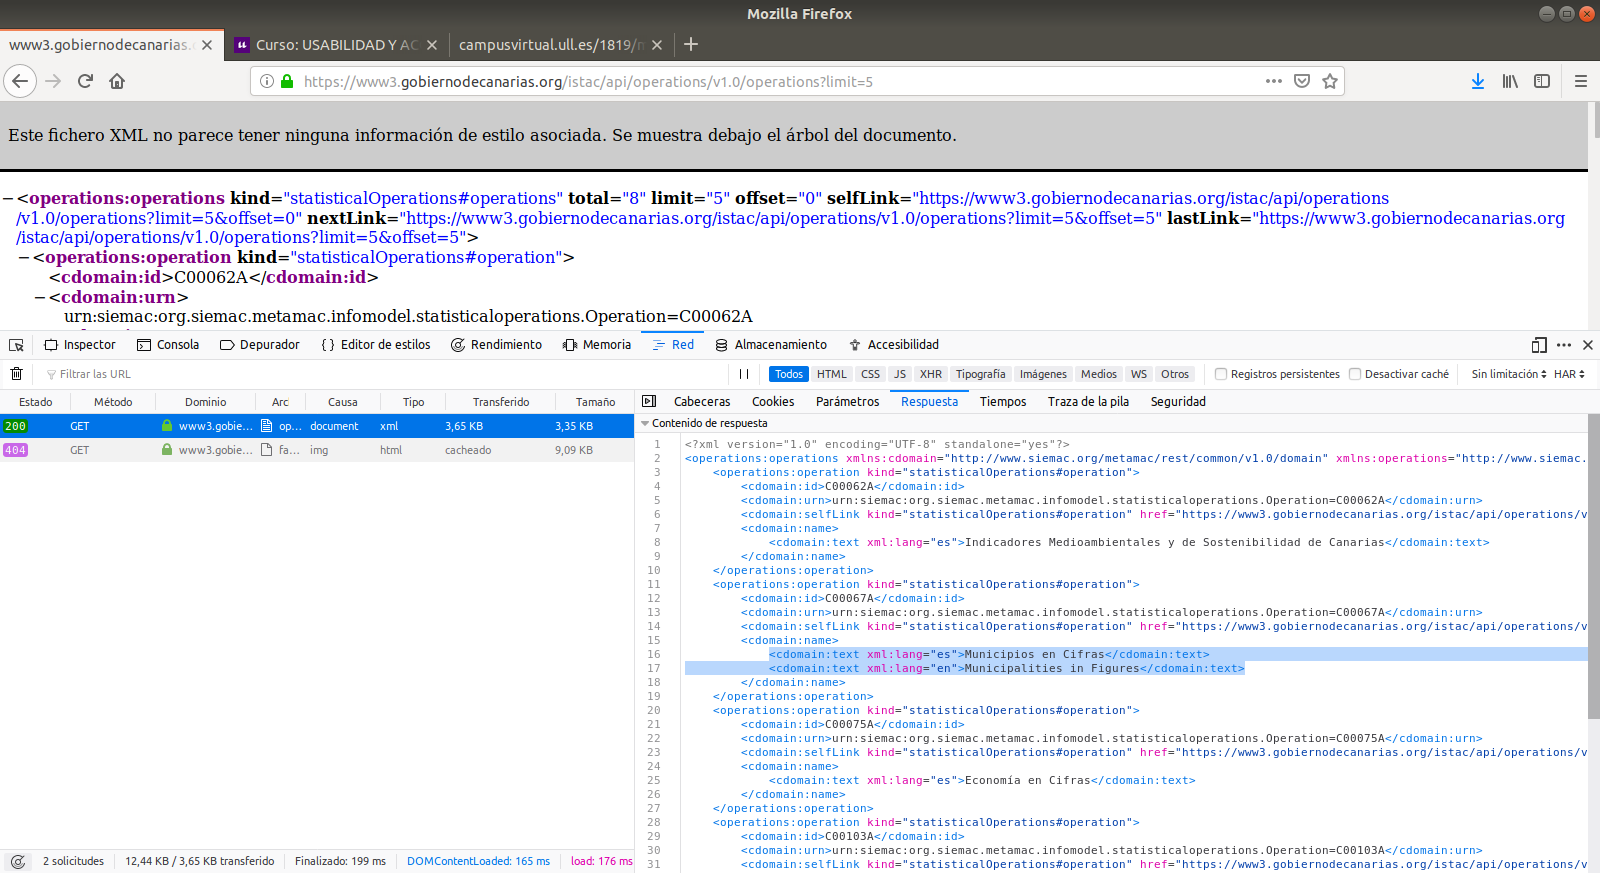 Mozilla Firefox
www3.gobiernodecanarias.
Curso: USABILIDAD Y AC
campusvirtual.ull.es/1819/
https://www3.gobiernodecanarias.org/istac/api/operations/v1.0/operations?limit=5
Este fichero XML no parece tener ninguna información de estilo asociada. Se muestra debajo el árbol del documento.
−<operations:operations kind="statisticalOperations#operations" total="8" limit="5" offset="0" selfLink="https://www3.gobiernodecanarias.org/istac/api/operations
/v1.0/operations?limit=5&offset=0" nextLink="https://www3.gobiernodecanarias.org/istac/api/operations/v1.0/operations?limit=5&offset=5" lastLink="https://www3.gobiernodecanarias.org
/istac/api/operations/v1.0/operations?limit=5&offset=5">
−<operations:operation kind="statisticalOperations#operation">
<cdomain:id>C00062A</cdomain:id>
−<cdomain:urn>
urn:siemac:org.siemac.metamac.infomodel.statisticaloperations.Operation=C00062A
Inspector Consola Depurador {} Editor de estilos Rendimiento Memoria Red Almacenamiento Accesibilidad
Filtrar las URL
Todos HTML CSS JS XHR Tipografía Imágenes Medios WS Otros Registros persistentes Desactivar caché Sin limitación HAR
Estado Método Dominio Arcl Causa Tipo Transferido Tamaño
200 GET www3.gobie... op... document xml 3,65 KB 3,35 KB
404 GET www3.gobie... fa... img html cacheado 9,09 KB
Cabeceras Cookies Parámetros Respuesta Tiempos Traza de la pila Seguridad
Contenido de respuesta
1 <?xml version="1.0" encoding="UTF-8" standalone="yes"?>
2 <operations:operations xmlns:cdomain="http://www.siemac.org/metamac/rest/common/v1.0/domain" xmlns:operations="http://www.siemac.
3 <operations:operation kind="statisticalOperations#operation">
4 <cdomain:id>C00062A</cdomain:id>
5 <cdomain:urn>urn:siemac:org.siemac.metamac.infomodel.statisticaloperations.Operation=C00062A</cdomain:urn>
6 <cdomain:selfLink kind="statisticalOperations#operation" href="https://www3.gobiernodecanarias.org/istac/api/operations/v
7 <cdomain:name>
8 <cdomain:text xml:lang="es">Indicadores Medioambientales y de Sostenibilidad de Canarias</cdomain:text>
9 </cdomain:name>
10 </operations:operation>
11 <operations:operation kind="statisticalOperations#operation">
12 <cdomain:id>C00067A</cdomain:id>
13 <cdomain:urn>urn:siemac:org.siemac.metamac.infomodel.statisticaloperations.Operation=C00067A</cdomain:urn>
14 <cdomain:selfLink kind="statisticalOperations#operation" href="https://www3.gobiernodecanarias.org/istac/api/operations/v
15 <cdomain:name>
16 <cdomain:text xml:lang="es">Municipios en Cifras</cdomain:text>
17 <cdomain:text xml:lang="en">Municipalities in Figures</cdomain:text>
18 </cdomain:name>
19 </operations:operation>
20 <operations:operation kind="statisticalOperations#operation">
21 <cdomain:id>C00075A</cdomain:id>
22 <cdomain:urn>urn:siemac:org.siemac.metamac.infomodel.statisticaloperations.Operation=C00075A</cdomain:urn>
23 <cdomain:selfLink kind="statisticalOperations#operation" href="https://www3.gobiernodecanarias.org/istac/api/operations/v
24 <cdomain:name>
25 <cdomain:text xml:lang="es">Economía en Cifras</cdomain:text>
26 </cdomain:name>
27 </operations:operation>
28 <operations:operation kind="statisticalOperations#operation">
29 <cdomain:id>C00103A</cdomain:id>
30 <cdomain:urn>urn:siemac:org.siemac.metamac.infomodel.statisticaloperations.Operation=C00103A</cdomain:urn>
31 <cdomain:selfLink kind="statisticalOperations#operation" href="https://www3.gobiernodecanarias.org/istac/api/operations/v
2 solicitudes 12,44 KB / 3,65 KB transferido Finalizado: 199 ms DOMContentLoaded: 165 ms load: 176 ms